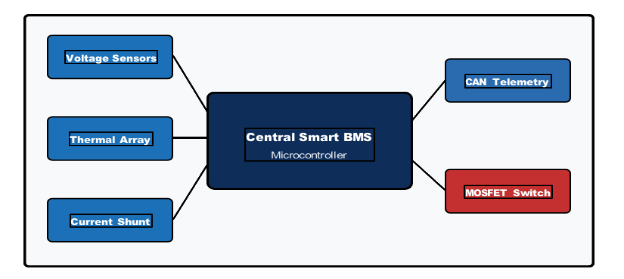 Voltage Sensors
Thermal Array
Current Shunt
Central Smart BMS
Microcontroller
CAN Telemetry
MOSFET Switch